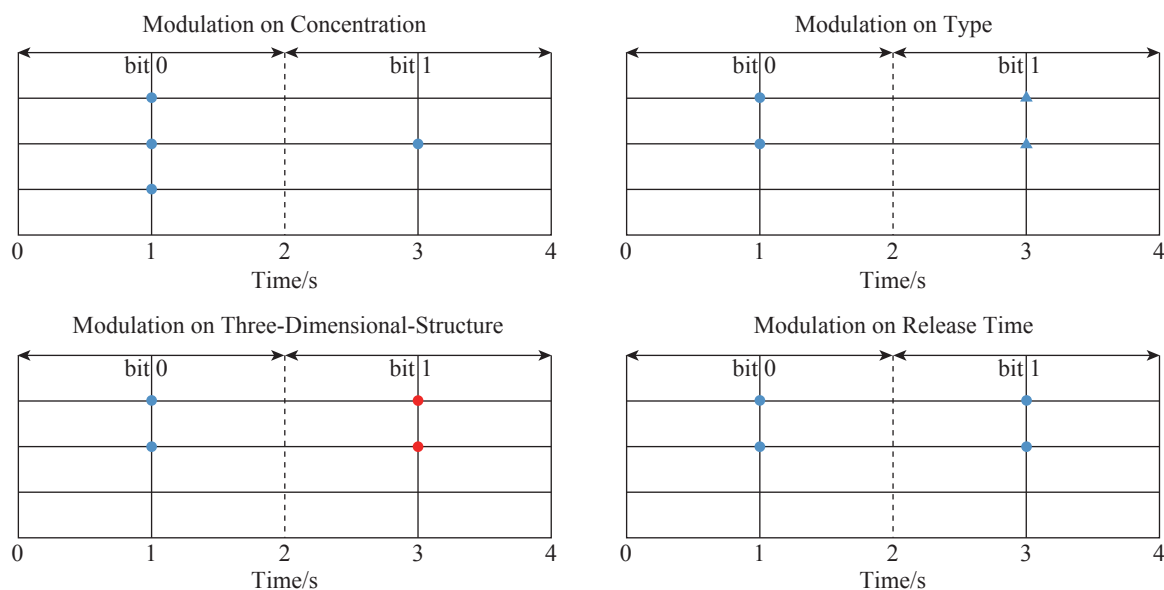 Modulation on Concentration
bit 0 bit 1
0 1 2 3 4
Time/s
Modulation on Type
bit 0 bit 1
0 1 2 3 4
Time/s
Modulation on Three-Dimensional-Structure
bit 0 bit 1
0 1 2 3 4
Time/s
Modulation on Release Time
bit 0 bit 1
0 1 2 3 4
Time/s